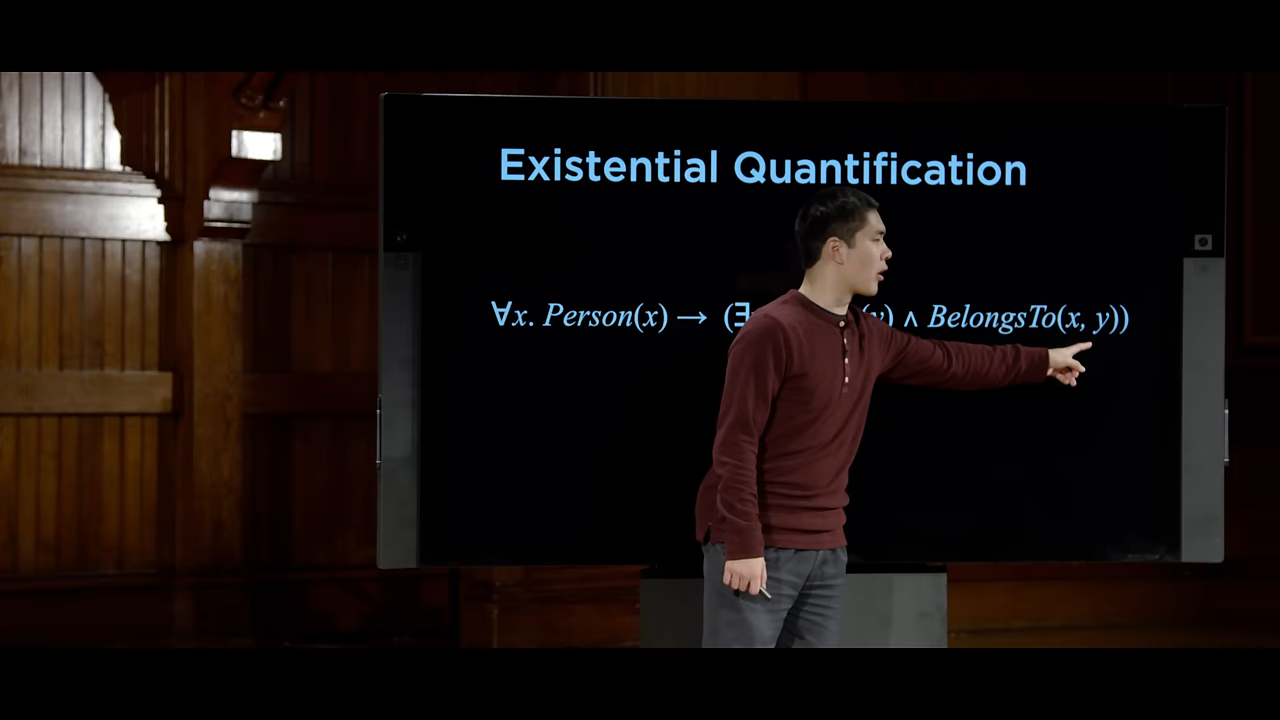 Existential Quantification
∀x. Person(x) → (∃ (y) ∧ BelongsTo(x, y))